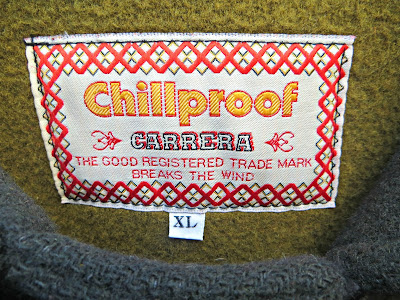 Chillproof
CARRERA
THE GOOD REGISTERED TRADE MARK
BREAKS THE WIND
XL